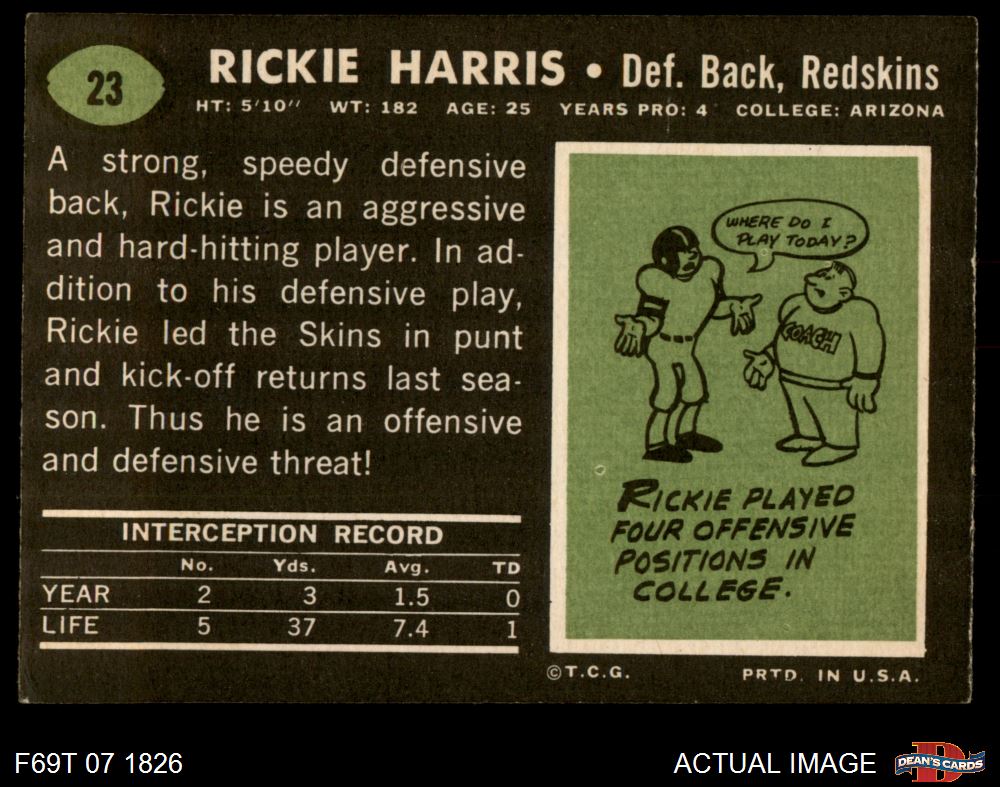 23
RICKIE HARRIS • Def. Back, Redskins
HT: 5'10" WT: 182 AGE: 25 YEARS PRO: 4 COLLEGE: ARIZONA
A strong, speedy defensive
back, Rickie is an aggressive
and hard-hitting player. In ad-
dition to his defensive play,
Rickie led the Skins in punt
and kick-off returns last sea-
son. Thus he is an offensive
and defensive threat!
INTERCEPTION RECORD
No. Yds. Avg. TD
YEAR 2 3 1.5 0
LIFE 5 37 7.4 1
WHERE DO I
PLAY TODAY?
COACH
RICKIE PLAYED
FOUR OFFENSIVE
POSITIONS IN
COLLEGE.
© T.C.G. PRTD. IN U.S.A.
F69T 07 1826
ACTUAL IMAGE
D
DEAN'S CARDS